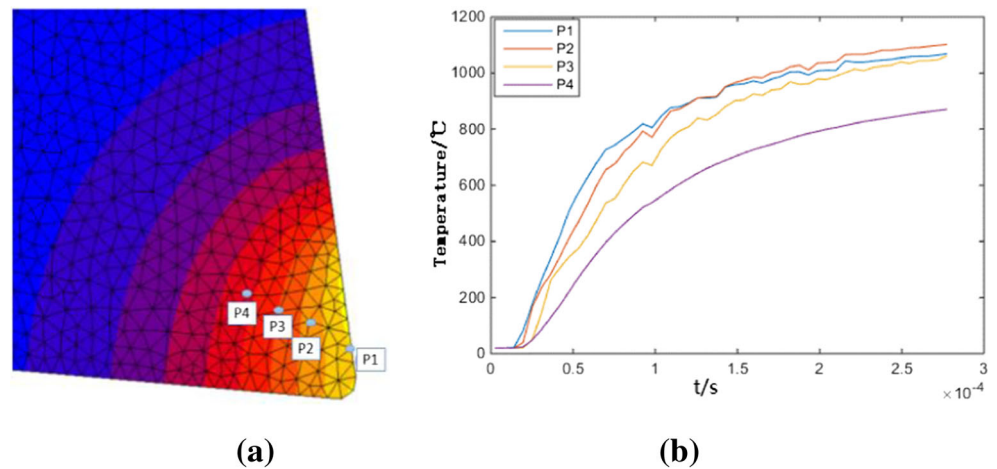 P4
P3
P2
P1
(a)
1200
1000
800
600
400
200
0
Temperature/℃
P1
P2
P3
P4
0
0.5
1
1.5
2
2.5
3
×10⁻⁴
t/s
(b)